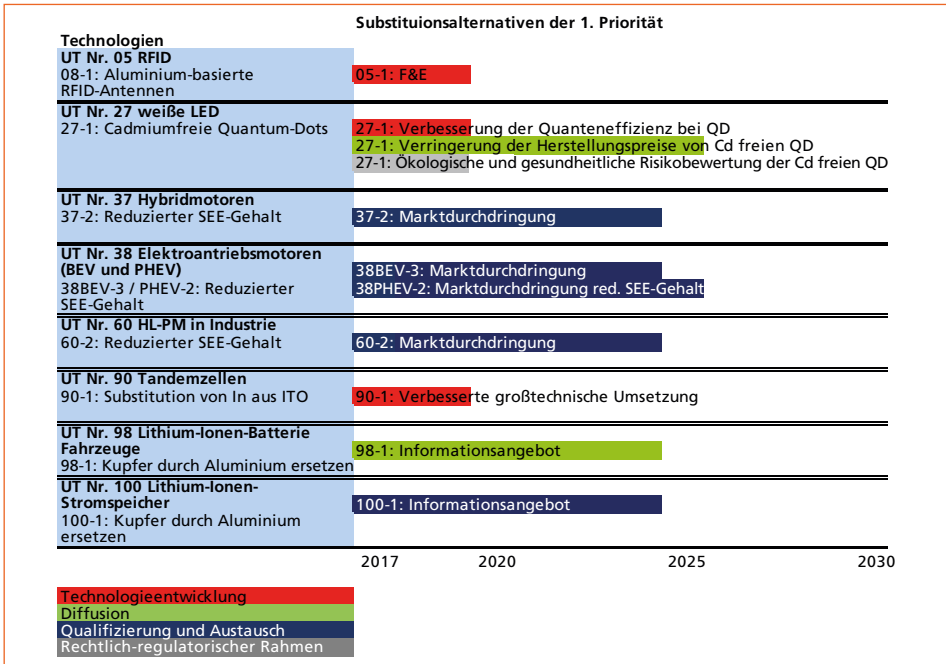 Substituionsalternativen der 1. Priorität
Technologien
UT Nr. 05 RFID
08-1: Aluminium-basierte
RFID-Antennen
05-1: F&E
UT Nr. 27 weiße LED
27-1: Cadmiumfreie Quantum-Dots
27-1: Verbesserung der Quanteneffizienz bei QD
27-1: Verringerung der Herstellungspreise von Cd freien QD
27-1: Ökologische und gesundheitliche Risikobewertung der Cd freien QD
UT Nr. 37 Hybridmotoren
37-2: Reduzierter SEE-Gehalt
37-2: Marktdurchdringung
UT Nr. 38 Elektroantriebsmotoren
(BEV und PHEV)
38BEV-3 / PHEV-2: Reduzierter
SEE-Gehalt
38BEV-3: Marktdurchdringung
38PHEV-2: Marktdurchdringung red. SEE-Gehalt
UT Nr. 60 HL-PM in Industrie
60-2: Reduzierter SEE-Gehalt
60-2: Marktdurchdringung
UT Nr. 90 Tandemzellen
90-1: Substitution von In aus ITO
90-1: Verbesserte großtechnische Umsetzung
UT Nr. 98 Lithium-Ionen-Batterie
Fahrzeuge
98-1: Kupfer durch Aluminium ersetzen
98-1: Informationsangebot
UT Nr. 100 Lithium-Ionen-
Stromspeicher
100-1: Kupfer durch Aluminium
ersetzen
100-1: Informationsangebot
2017 2020 2025 2030
Technologieentwicklung
Diffusion
Qualifizierung und Austausch
Rechtlich-regulatorischer Rahmen